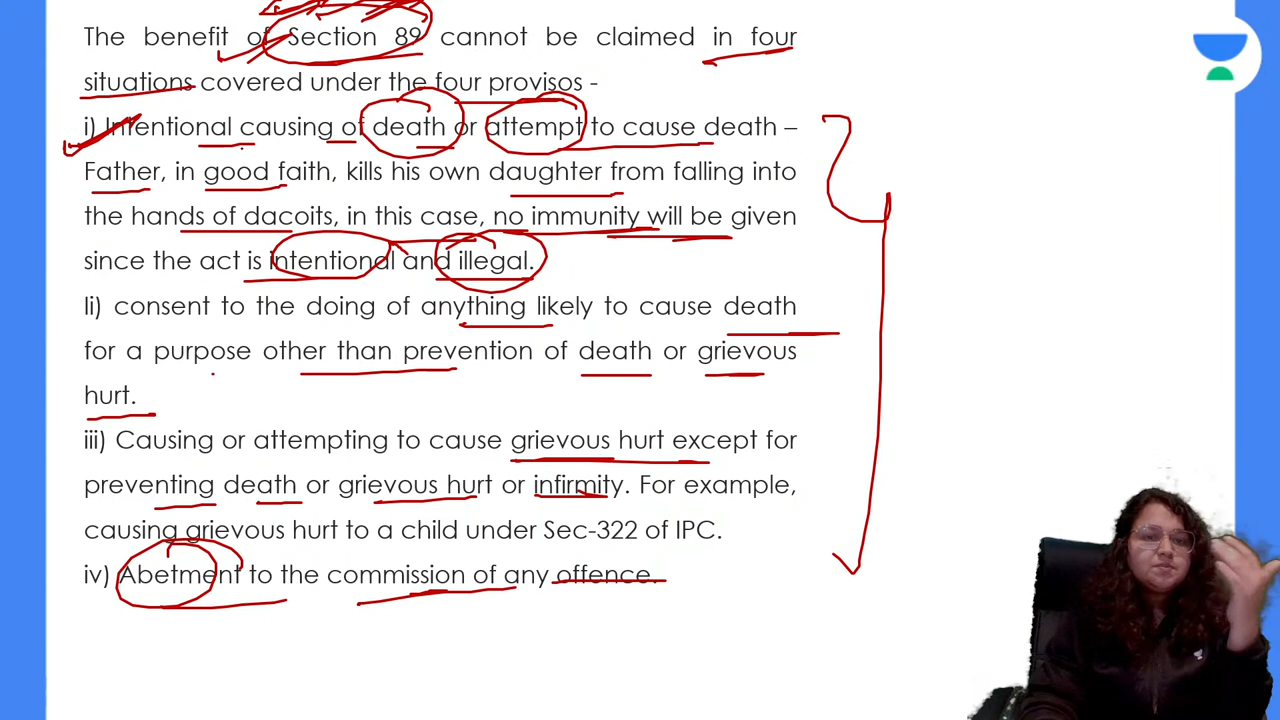 The benefit of Section 89 cannot be claimed in four
situations covered under the four provisos -
i) Intentional causing of death or attempt to cause death –
Father, in good faith, kills his own daughter from falling into
the hands of dacoits, in this case, no immunity will be given
since the act is intentional and illegal.
Ii) consent to the doing of anything likely to cause death
for a purpose other than prevention of death or grievous
hurt.
iii) Causing or attempting to cause grievous hurt except for
preventing death or grievous hurt or infirmity. For example,
causing grievous hurt to a child under Sec-322 of IPC.
iv) Abetment to the commission of any offence.